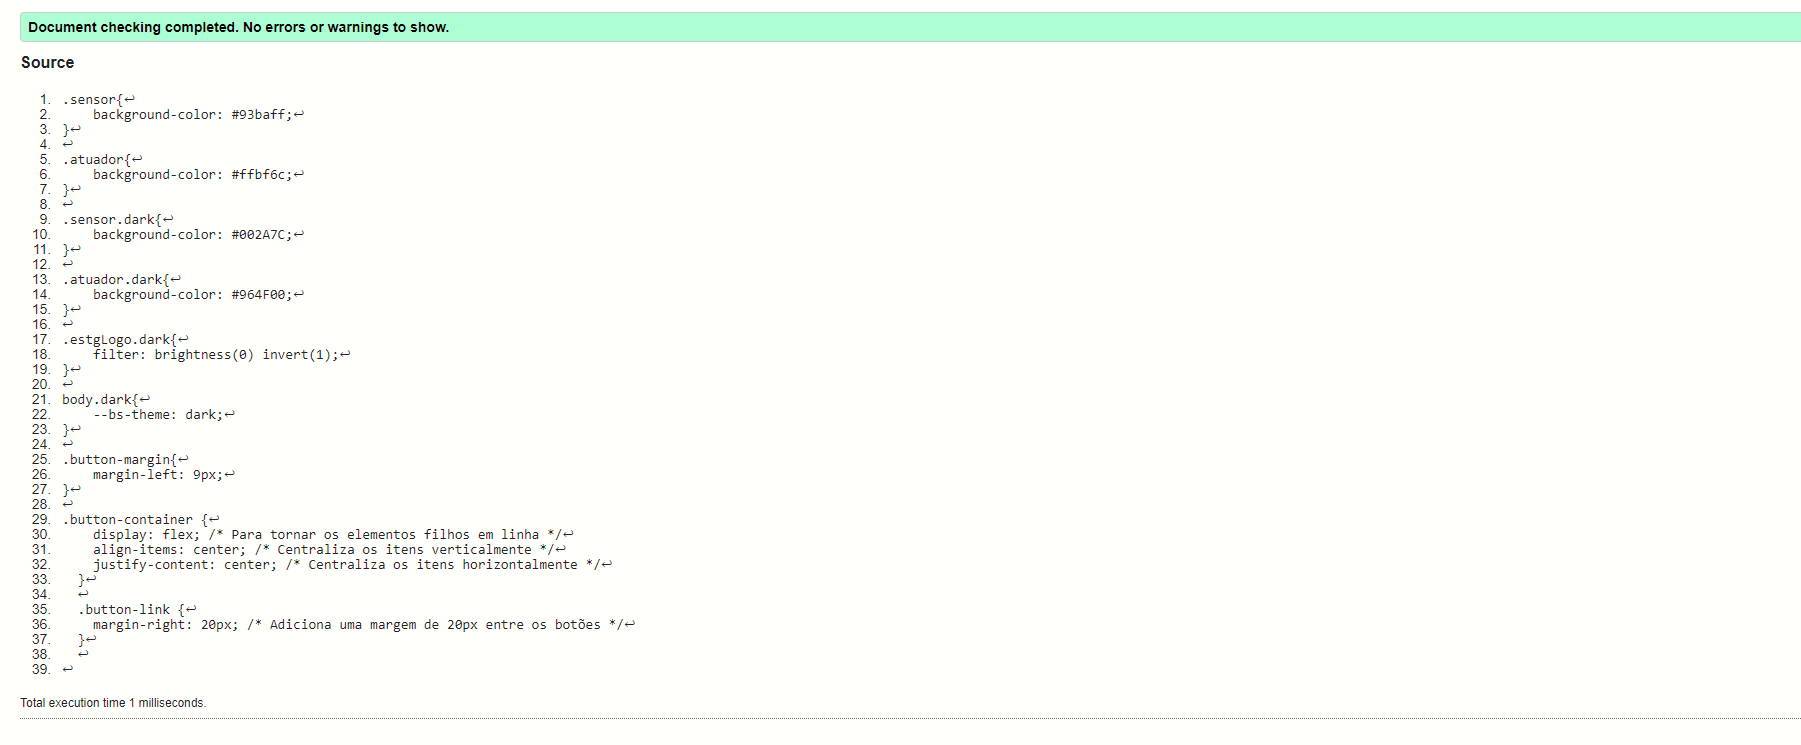 Document checking completed. No errors or warnings to show.
Source
1. .sensor{↩
2.     background-color: #93baff;↩
3. }↩
4. ↩
5. .atuador{↩
6.     background-color: #ffbf6c;↩
7. }↩
8. ↩
9. .sensor.dark{↩
10.     background-color: #002A7C;↩
11. }↩
12. ↩
13. .atuador.dark{↩
14.     background-color: #964F00;↩
15. }↩
16. ↩
17. .estgLogo.dark{↩
18.     filter: brightness(0) invert(1);↩
19. }↩
20. ↩
21. body.dark{↩
22.     --bs-theme: dark;↩
23. }↩
24. ↩
25. .button-margin{↩
26.     margin-left: 9px;↩
27. }↩
28. ↩
29. .button-container {↩
30.     display: flex; /* Para tornar os elementos filhos em linha */↩
31.     align-items: center; /* Centraliza os itens verticalmente */↩
32.     justify-content: center; /* Centraliza os itens horizontalmente */↩
33.   }↩
34.   ↩
35.   .button-link {↩
36.     margin-right: 20px; /* Adiciona uma margem de 20px entre os botões */↩
37.   }↩
38.   ↩
39. ↩
Total execution time 1 milliseconds.